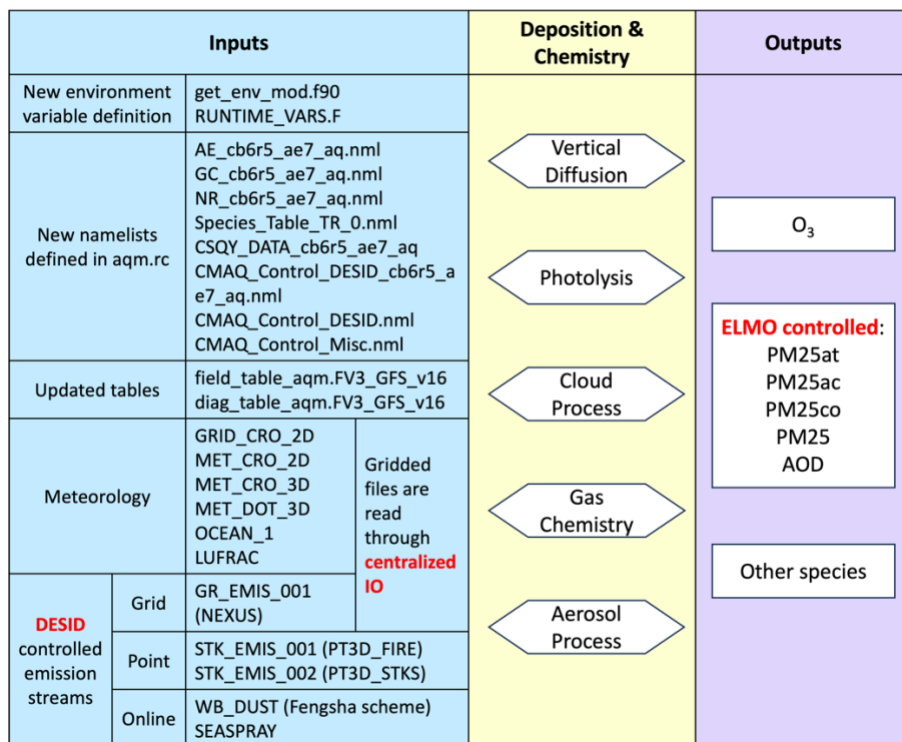 Inputs
Deposition &
Chemistry
Outputs
New environment
variable definition
get_env_mod.f90
RUNTIME_VARS.F
New namelists
defined in aqm.rc
AE_cb6r5_ae7_aq.nml
GC_cb6r5_ae7_aq.nml
NR_cb6r5_ae7_aq.nml
Species_Table_TR_0.nml
CSQY_DATA_cb6r5_ae7_aq
CMAQ_Control_DESID_cb6r5_a
e7_aq.nml
CMAQ_Control_DESID.nml
CMAQ_Control_Misc.nml
Updated tables
field_table_aqm.FV3_GFS_v16
diag_table_aqm.FV3_GFS_v16
Meteorology
GRID_CRO_2D
MET_CRO_2D
MET_CRO_3D
MET_DOT_3D
OCEAN_1
LUFRAC
Gridded
files are
read
through
centralized
IO
DESID
controlled
emission
streams
Grid
GR_EMIS_001
(NEXUS)
Point
STK_EMIS_001 (PT3D_FIRE)
STK_EMIS_002 (PT3D_STKS)
Online
WB_DUST (Fengsha scheme)
SEASPRAY
Vertical
Diffusion
Photolysis
Cloud
Process
Gas
Chemistry
Aerosol
Process
O₃
ELMO controlled:
PM25at
PM25ac
PM25co
PM25
AOD
Other species